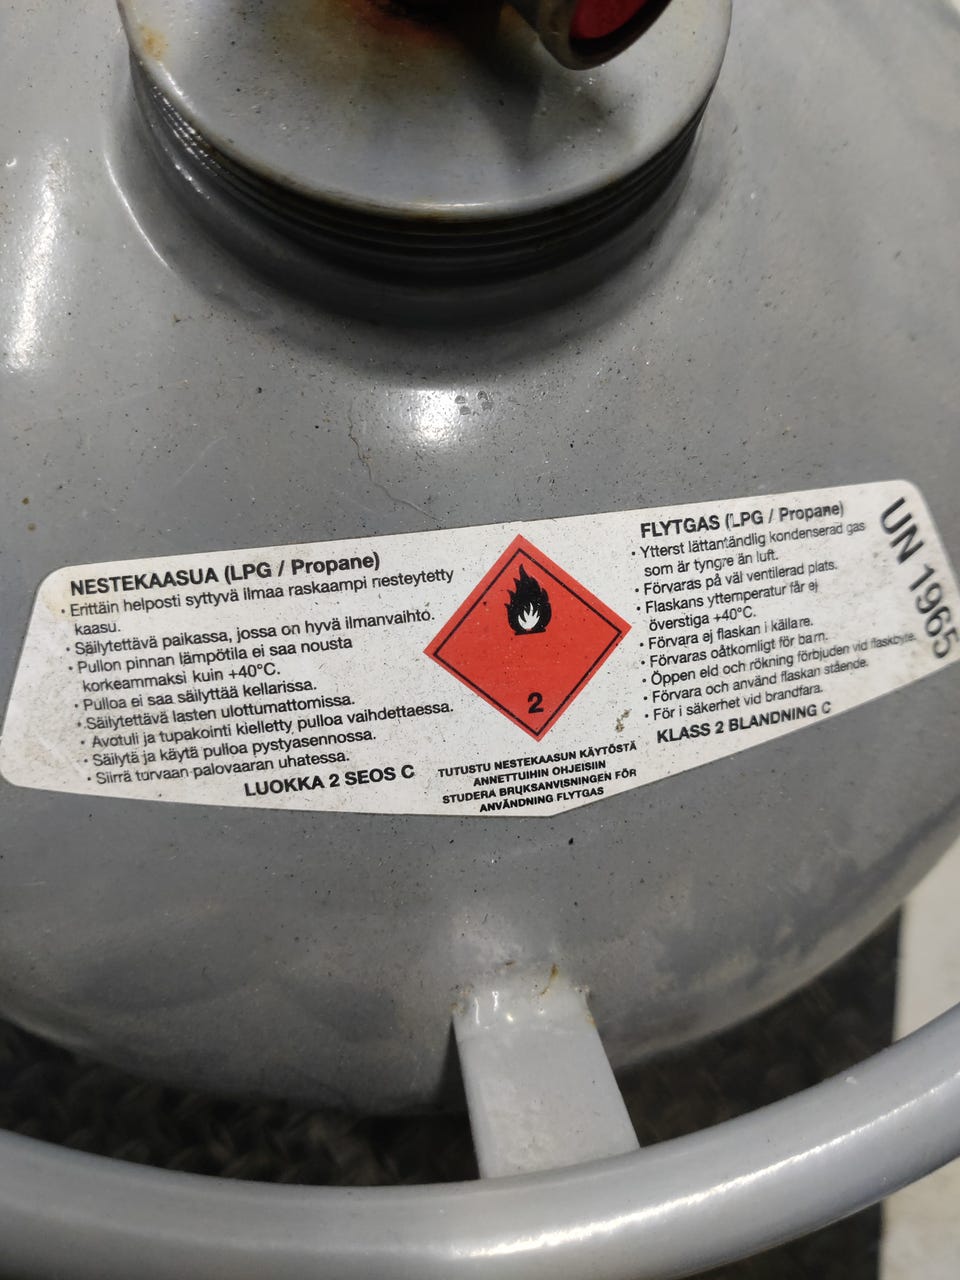 NESTEKAASUA (LPG / Propane)
• Erittäin helposti syttyvä ilmaa raskaampi nesteytetty
kaasu.
• Säilytettävä paikassa, jossa on hyvä ilmanvaihto.
• Pullon pinnan lämpötila ei saa nousta
korkeammaksi kuin +40°C.
• Pulloa ei saa säilyttää kellarissa.
• Säilytettävä lasten ulottumattomissa.
• Avotuli ja tupakointi kielletty pulloa vaihdettaessa.
• Säilytä ja käytä pulloa pystyasennossa.
• Siirrä turvaan palovaaran uhatessa.
LUOKKA 2 SEOS C
2
TUTUSTU NESTEKAASUN KÄYTÖSTÄ
ANNETTUIHIN OHJEISIIN
STUDERA BRUKSANVISNINGEN FÖR
ANVÄNDNING FLYTGAS
FLYTGAS (LPG / Propane)
• Ytterst lättantändlig kondenserad gas
som är tyngre än luft.
• Förvaras på väl ventilerad plats.
• Flaskans yttemperatur får ej
överstiga +40°C.
• Förvara ej flaskan i källare.
• Förvaras oåtkomligt för barn.
• Öppen eld och rökning förbjuden vid flaskbyte.
• Förvara och använd flaskan stående.
• För i säkerhet vid brandfara.
KLASS 2 BLANDNING C
UN 1965